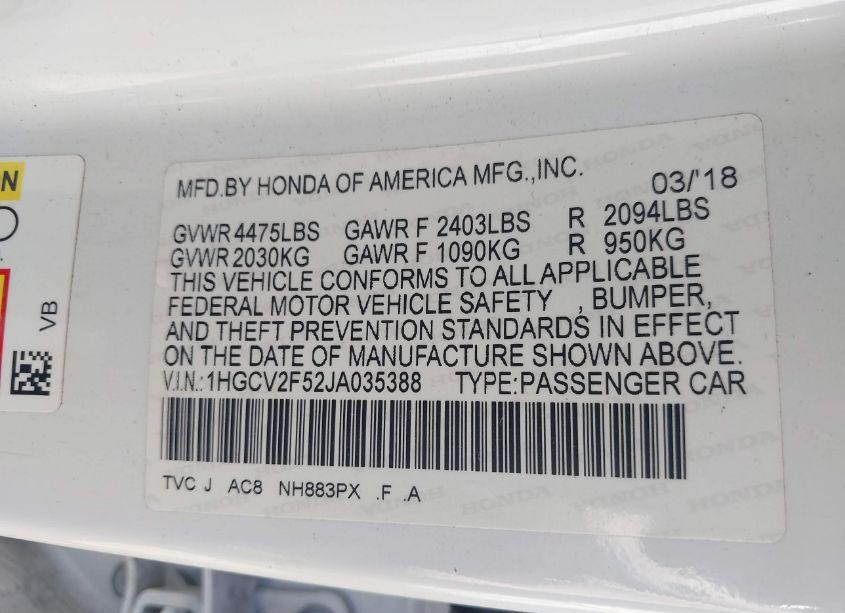 MFD.BY HONDA OF AMERICA MFG.,INC. 03/'18
GVWR 4475LBS GAWR F 2403LBS R 2094LBS
GVWR 2030KG GAWR F 1090KG R 950KG
THIS VEHICLE CONFORMS TO ALL APPLICABLE
FEDERAL MOTOR VEHICLE SAFETY , BUMPER,
AND THEFT PREVENTION STANDARDS IN EFFECT
ON THE DATE OF MANUFACTURE SHOWN ABOVE.
V.I.N.:1HGCV2F52JA035388 TYPE:PASSENGER CAR
TVC J AC8 NH883PX .F .A
VB